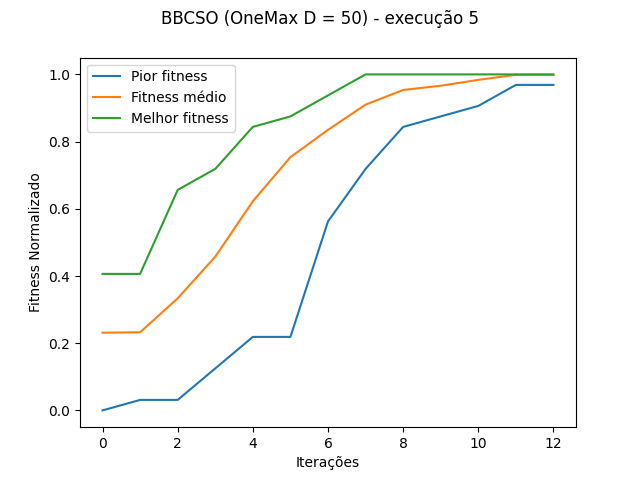 BBCSO (OneMax D = 50) - execução 5
Pior fitness
Fitness médio
Melhor fitness
Fitness Normalizado
1.0
0.8
0.6
0.4
0.2
0.0
0 2 4 6 8 10 12
Iterações